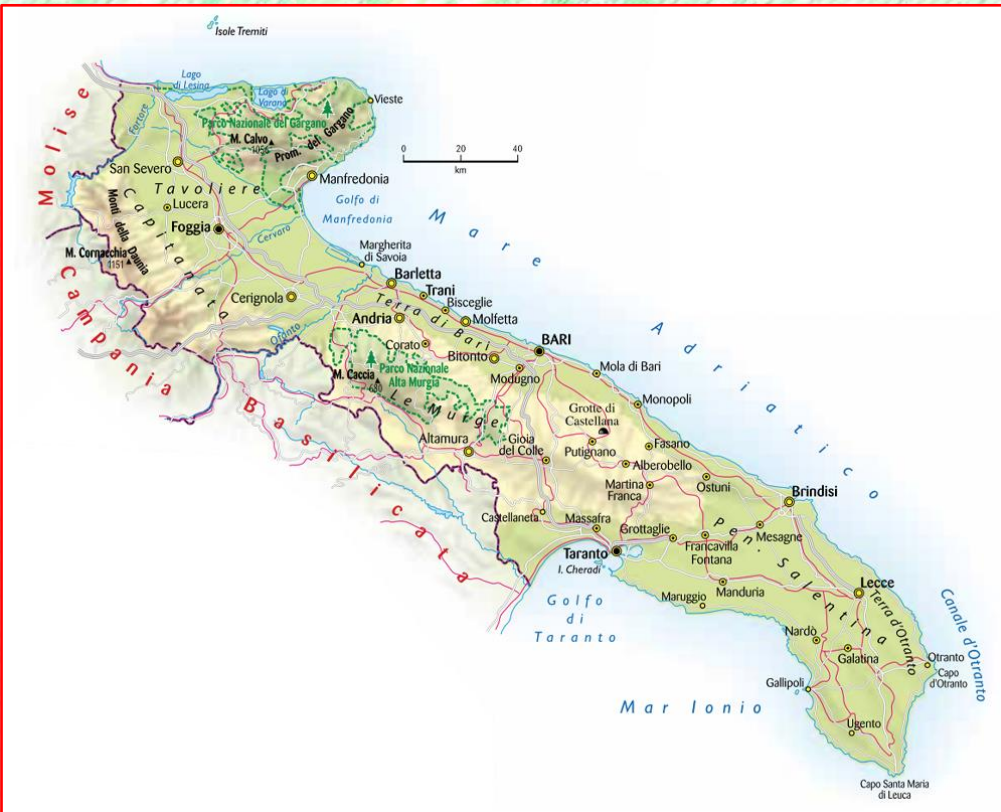 Isole Tremiti
Lago
di Lesina
Lago di
Varano
Vieste
Fortore
Parco Nazionale del Gargano
M. Calvo
Prom. del Gargano
0 20 40
km
Molise
San Severo
Manfredonia
Tavoliere
Golfo di
Manfredonia
Lucera
Capitanata
Monti della Daunia
Foggia
Cervaro
M. Cornacchia
1151
Mare Adriatico
Margherita
di Savoia
Barletta
Trani
Bisceglie
Molfetta
Cerignola
Terra di Bari
Andria
Ofanto
Campania
Corato
Bitonto
BARI
Modugno
Mola di Bari
Parco Nazionale
Alta Murgia
M. Caccia
680
Le Murge
Monopoli
Grotte di
Castellana
Basilicata
Altamura
Gioia
del Colle
Putignano
Fasano
Alberobello
Martina
Franca
Ostuni
Brindisi
Castellaneta
Massafra
Grottaglie
Francavilla
Fontana
Mesagne
Pen. Salentina
Taranto
I. Cheradi
Manduria
Maruggio
Lecce
Golfo
di
Taranto
Terra d'Otranto
Canale d'Otranto
Nardò
Galatina
Otranto
Capo
d'Otranto
Gallipoli
Mar Ionio
Ugento
Capo Santa Maria
di Leuca